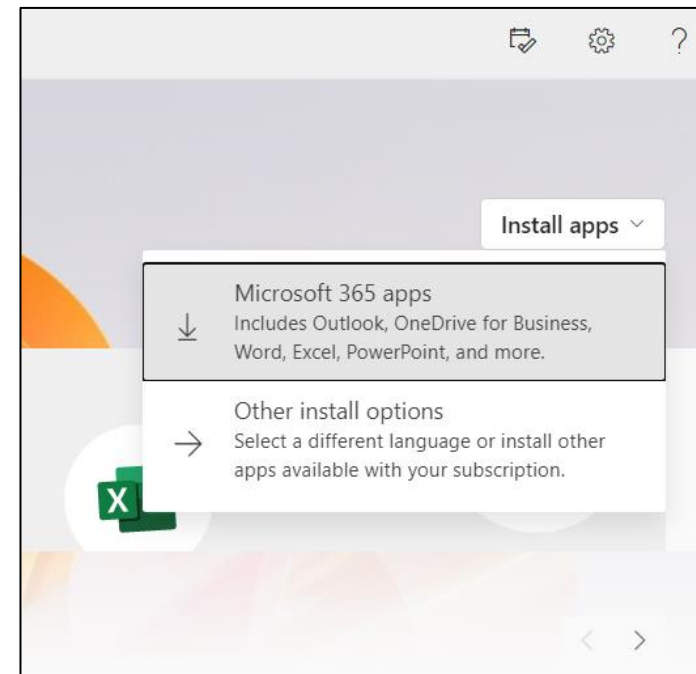 ?
Install apps
Microsoft 365 apps
Includes Outlook, OneDrive for Business,
Word, Excel, PowerPoint, and more.
Other install options
Select a different language or install other
apps available with your subscription.
X